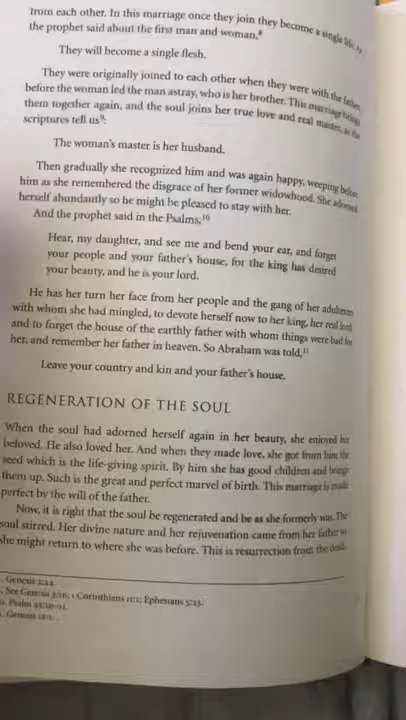 from each other. In this marriage once they join they become a single life. As
the prophet said about the first man and woman,⁸
They will become a single flesh.
They were originally joined to each other when they were with the father
before the woman led the man astray, who is her brother. This marriage brings
them together again, and the soul joins her true love and real master, as the
scriptures tell us⁹:
The woman's master is her husband.
Then gradually she recognized him and was again happy, weeping before
him as she remembered the disgrace of her former widowhood. She adorned
herself abundantly so he might be pleased to stay with her.
And the prophet said in the Psalms,¹⁰
Hear, my daughter, and see me and bend your ear, and forget
your people and your father's house, for the king has desired
your beauty, and he is your lord.
He has her turn her face from her people and the gang of her adulterers
with whom she had mingled, to devote herself now to her king, her real lord
and to forget the house of the earthly father with whom things were bad for
her, and remember her father in heaven. So Abraham was told,¹¹
Leave your country and kin and your father's house.
REGENERATION OF THE SOUL
When the soul had adorned herself again in her beauty, she enjoyed her
beloved. He also loved her. And when they made love, she got from him the
seed which is the life-giving spirit. By him she has good children and brings
them up. Such is the great and perfect marvel of birth. This marriage is made
perfect by the will of the father.
Now, it is right that the soul be regenerated and be as she formerly was. The
soul stirred. Her divine nature and her rejuvenation came from her father so
she might return to where she was before. This is resurrection from the dead.
. Genesis 2:24.
. See Genesis 3:16; 1 Corinthians 11:1; Ephesians 5:23.
. Psalm 45:10-11.
. Genesis 12:1.